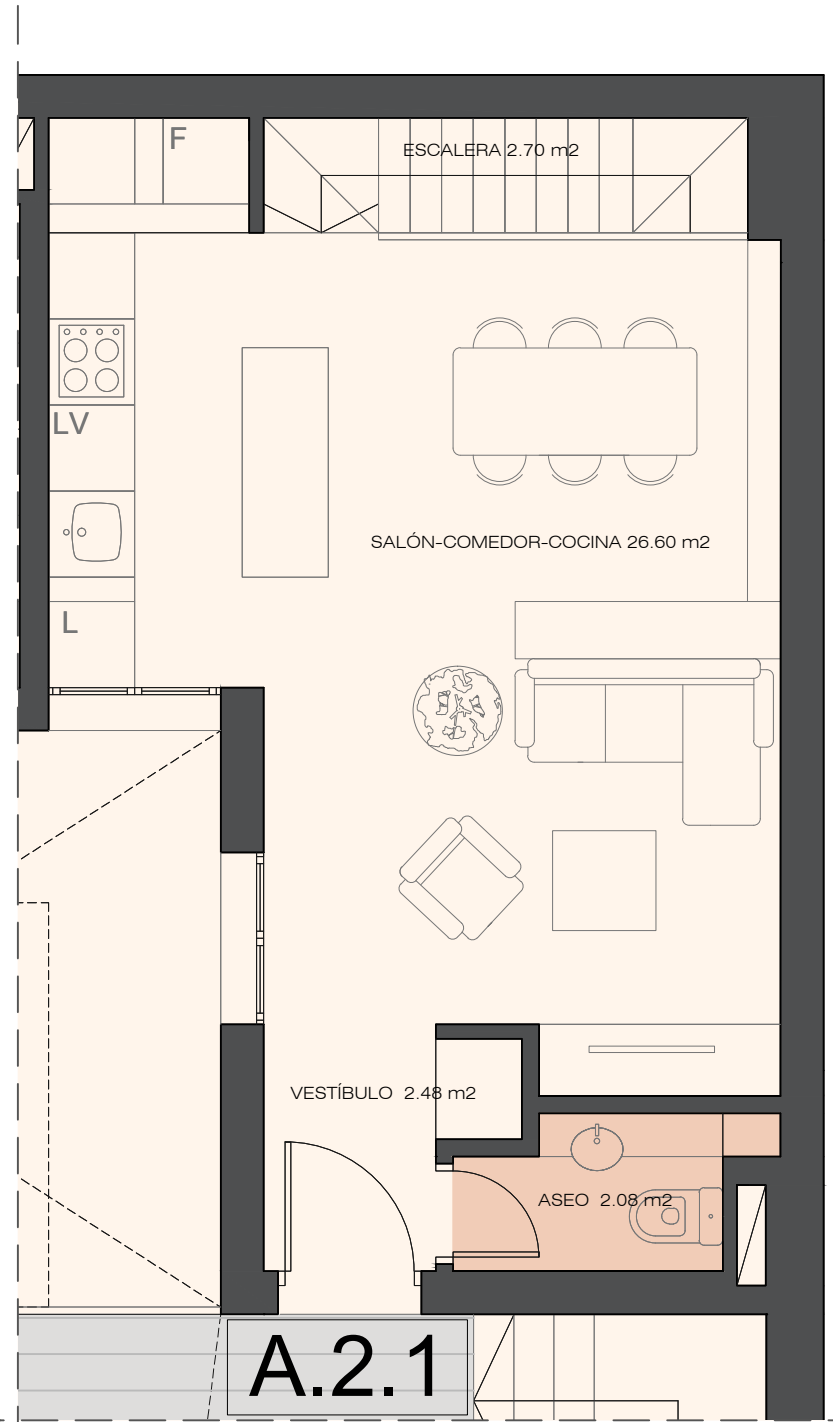 F
ESCALERA 2.70 m2
LV
SALÓN-COMEDOR-COCINA 26.60 m2
L
VESTÍBULO 2.48 m2
ASEO 2.08 m2
A.2.1